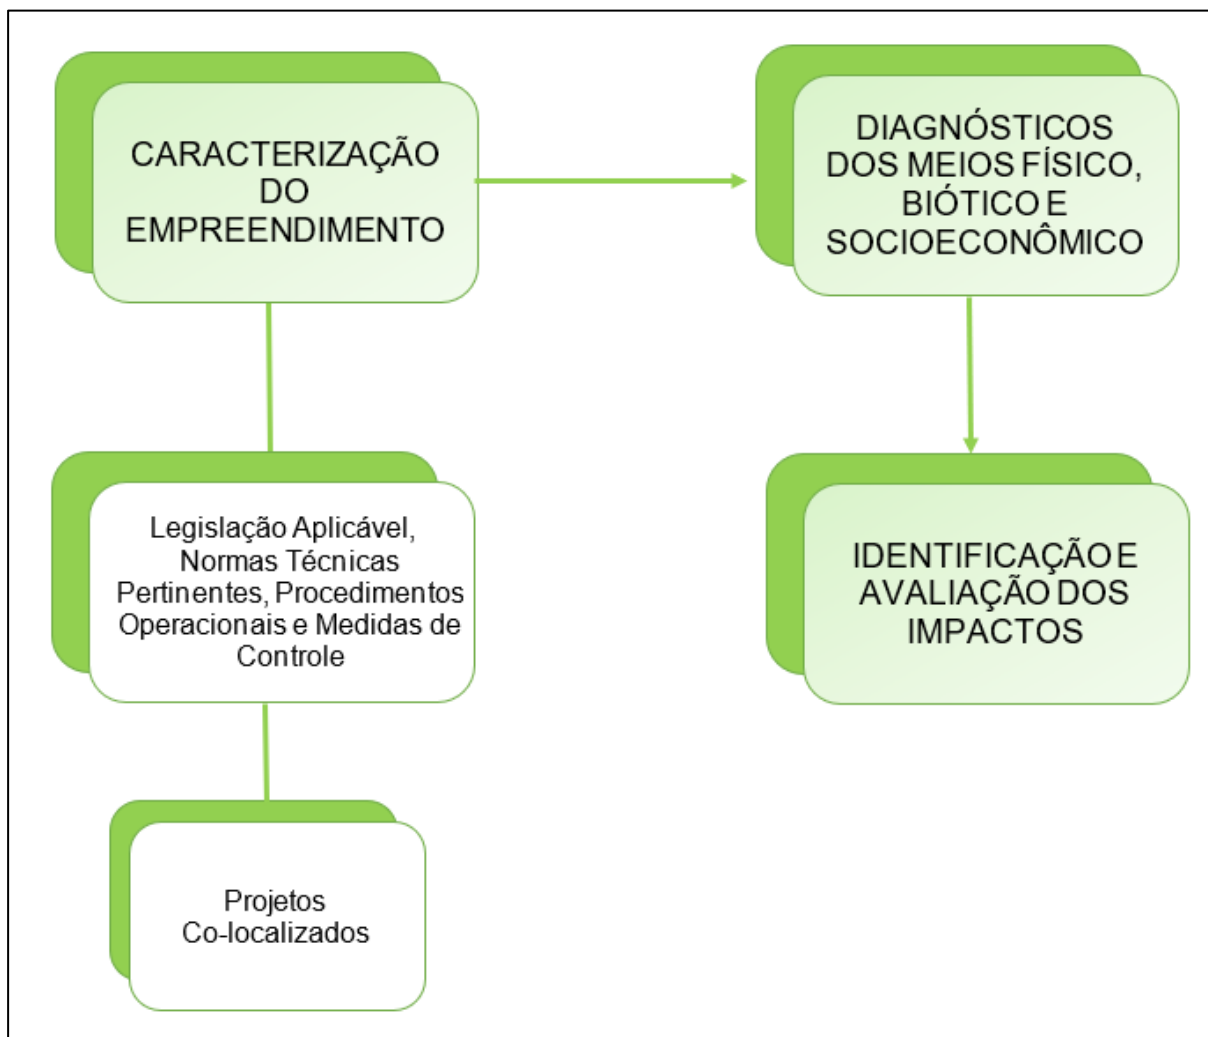 CARACTERIZAÇÃO
DO
EMPREENDIMENTO
DIAGNÓSTICOS
DOS MEIOS FÍSICO,
BIÓTICO E
SOCIOECONÔMICO
Legislação Aplicável,
Normas Técnicas
Pertinentes, Procedimentos
Operacionais e Medidas de
Controle
IDENTIFICAÇÃO E
AVALIAÇÃO DOS
IMPACTOS
Projetos
Co-localizados